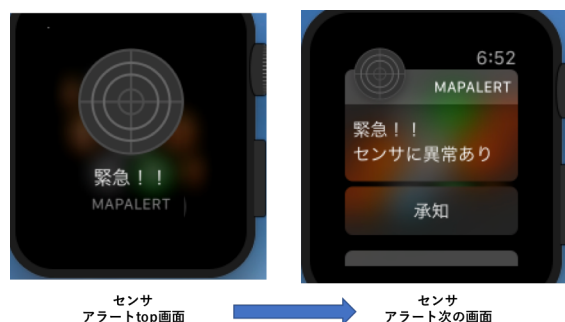 緊急！！
MAPALERT
6:52
MAPALERT
緊急！！
センサに異常あり
承知
センサ
アラートtop画面
センサ
アラート次の画面